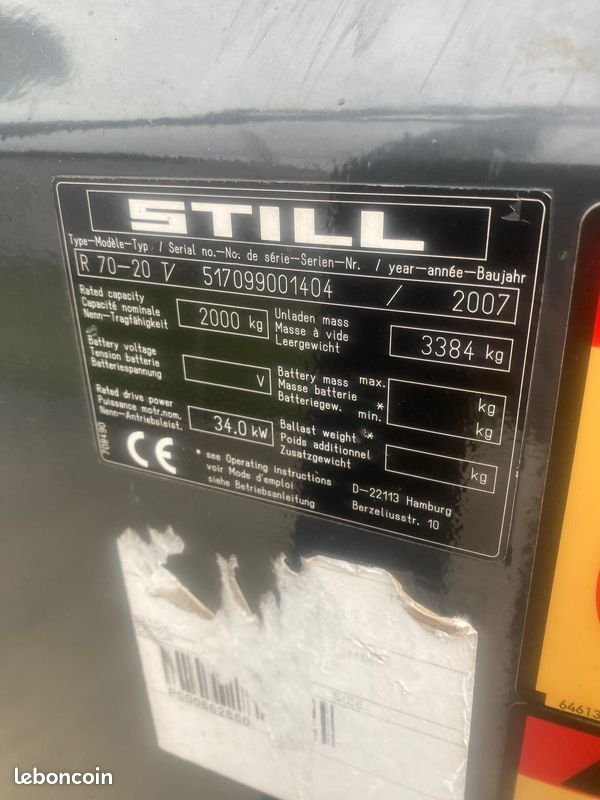 STILL
Type-Modèle-Typ / Serial no.-No. de série-Serien-Nr. / year-année-Baujahr
R 70-20 T/ 517099001404 / 2007
Rated capacity
Capacité nominale
Nenn-Tragfähigkeit
2000 kg
Unladen mass
Masse à vide
Leergewicht
3384 kg
Battery voltage
Tension batterie
Batteriespannung
V
Battery mass max.
Masse batterie *
Batteriegew. min.
kg
kg
Rated drive power
Puissance motr.nom.
Nenn-Antriebsleist.
34.0 kW
Ballast weight *
Poids additionnel
Zusatzgewicht
kg
708490
CE
* see Operating instructions
voir Mode d'emploi
siehe Betriebsanleitung
D-22113 Hamburg
Berzeliusstr. 10
P000662860
64613
leboncoin